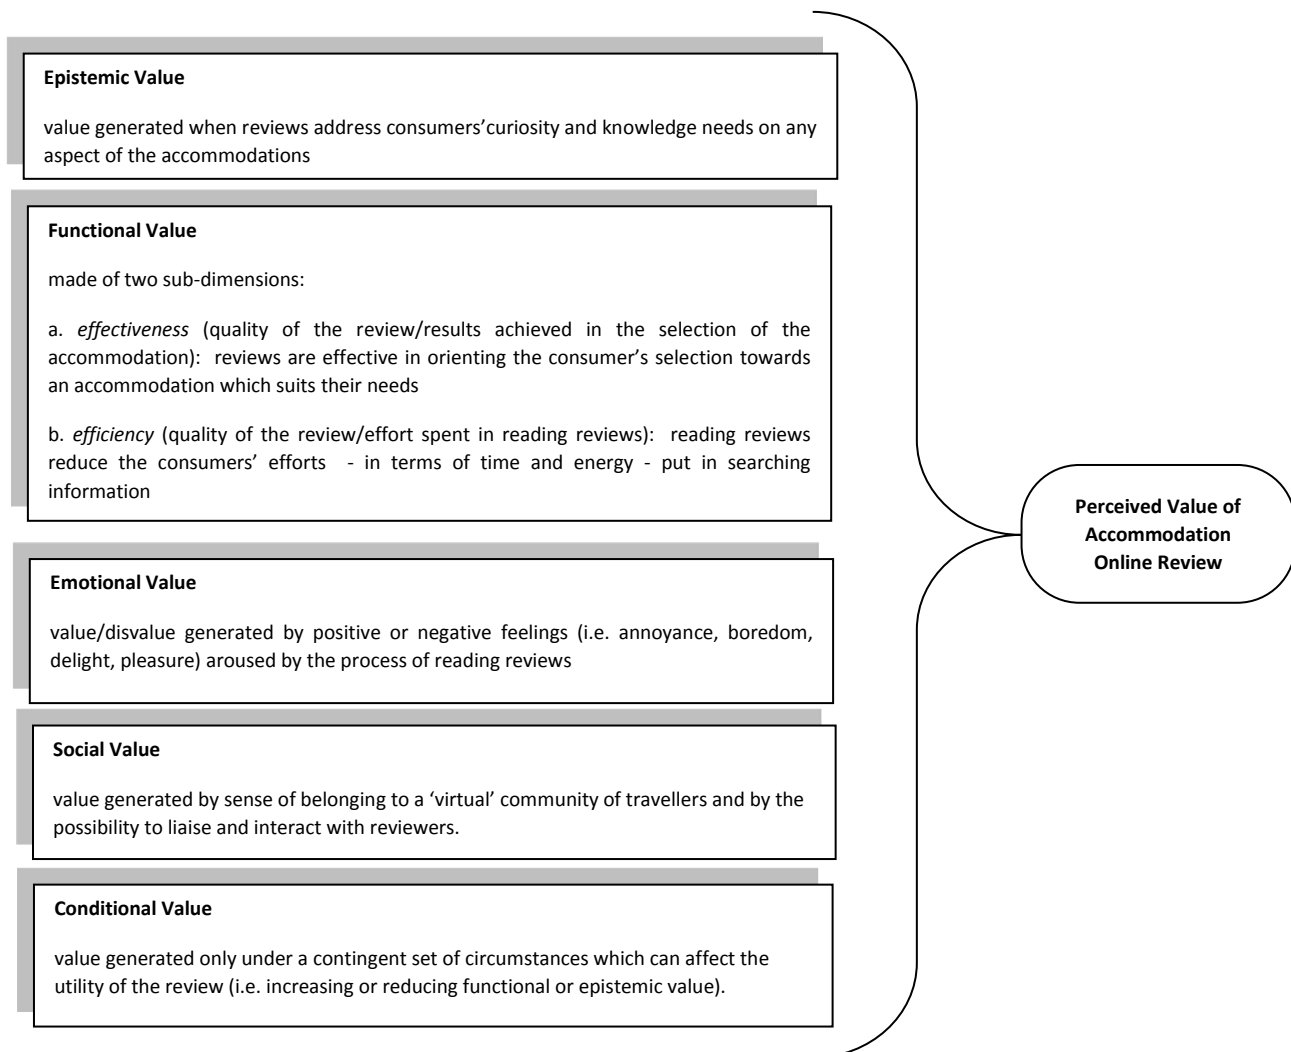 Epistemic Value
value generated when reviews address consumers'curiosity and knowledge needs on any
aspect of the accommodations
Functional Value
made of two sub-dimensions:
a. effectiveness (quality of the review/results achieved in the selection of the
accommodation): reviews are effective in orienting the consumer's selection towards
an accommodation which suits their needs
b. efficiency (quality of the review/effort spent in reading reviews): reading reviews
reduce the consumers' efforts - in terms of time and energy - put in searching
information
Emotional Value
value/disvalue generated by positive or negative feelings (i.e. annoyance, boredom,
delight, pleasure) aroused by the process of reading reviews
Social Value
value generated by sense of belonging to a 'virtual' community of travellers and by the
possibility to liaise and interact with reviewers.
Conditional Value
value generated only under a contingent set of circumstances which can affect the
utility of the review (i.e. increasing or reducing functional or epistemic value).
Perceived Value of
Accommodation
Online Review